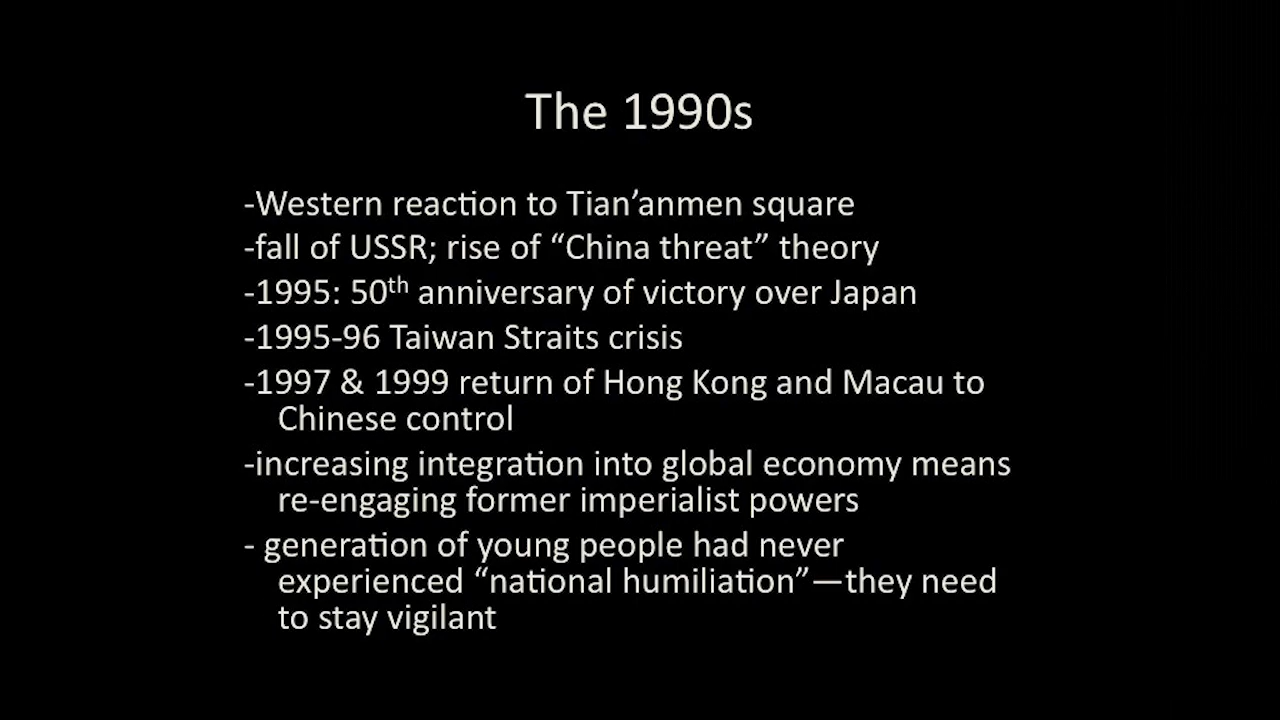 The 1990s
-Western reaction to Tian’anmen square
-fall of USSR; rise of “China threat” theory
-1995: 50th anniversary of victory over Japan
-1995-96 Taiwan Straits crisis
-1997 & 1999 return of Hong Kong and Macau to
Chinese control
-increasing integration into global economy means
re-engaging former imperialist powers
- generation of young people had never
experienced “national humiliation”—they need
to stay vigilant